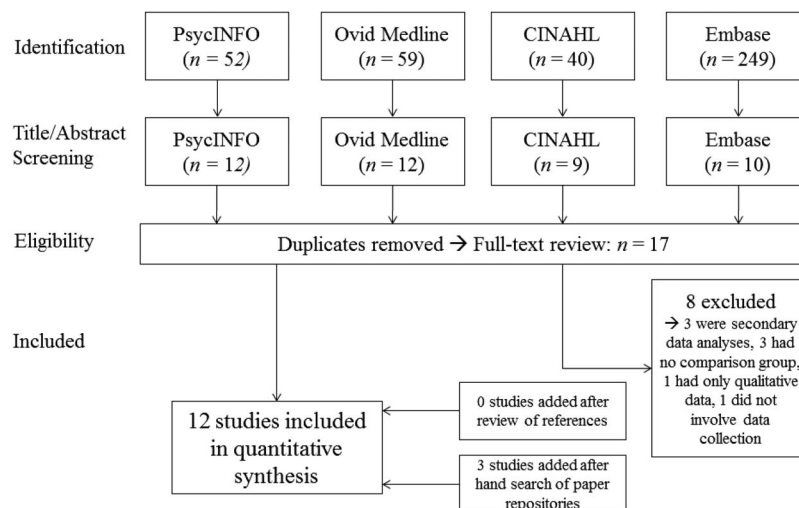 Identification
PsycINFO
(n = 52)
Ovid Medline
(n = 59)
CINAHL
(n = 40)
Embase
(n = 249)
Title/Abstract
Screening
PsycINFO
(n = 12)
Ovid Medline
(n = 12)
CINAHL
(n = 9)
Embase
(n = 10)
Eligibility
Duplicates removed → Full-text review: n = 17
Included
8 excluded
→ 3 were secondary
data analyses, 3 had
no comparison group,
1 had only qualitative
data, 1 did not
involve data
collection
12 studies included
in quantitative
synthesis
0 studies added after
review of references
3 studies added after
hand search of paper
repositories